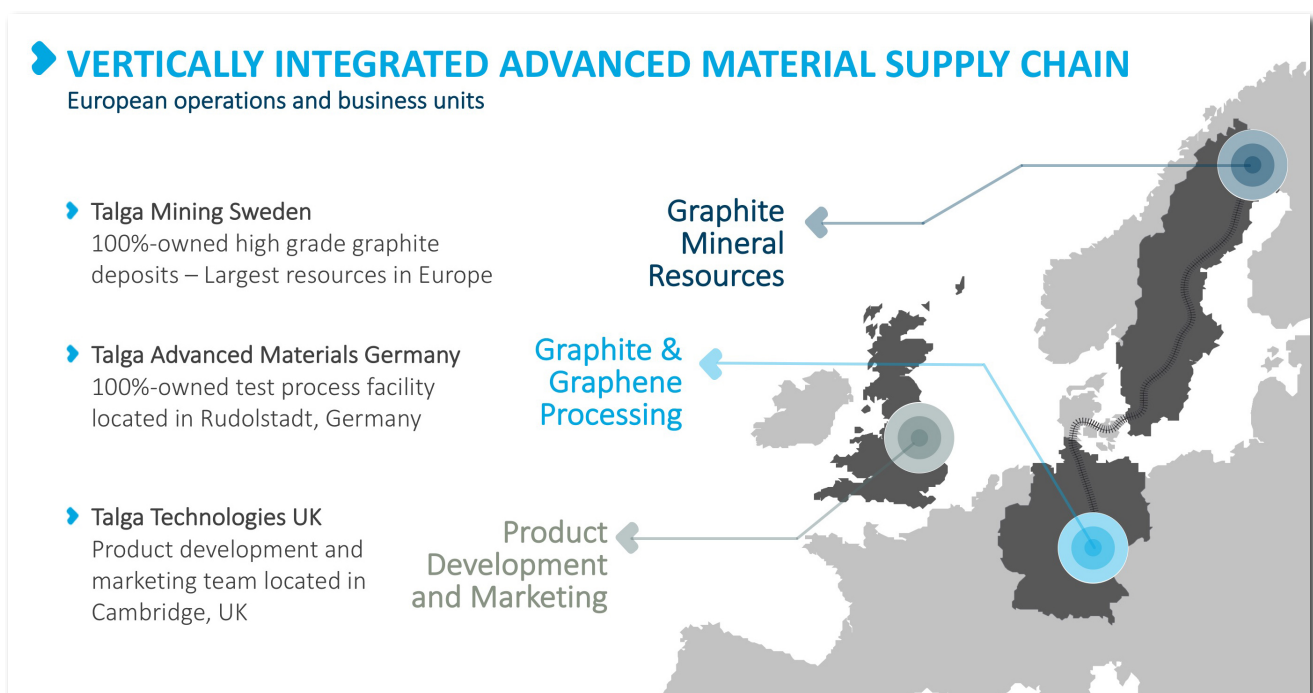 VERTICALLY INTEGRATED ADVANCED MATERIAL SUPPLY CHAIN
European operations and business units
Talga Mining Sweden
100%-owned high grade graphite
deposits – Largest resources in Europe
Talga Advanced Materials Germany
100%-owned test process facility
located in Rudolstadt, Germany
Talga Technologies UK
Product development and
marketing team located in
Cambridge, UK
Graphite
Mineral
Resources
Graphite &
Graphene
Processing
Product
Development
and Marketing